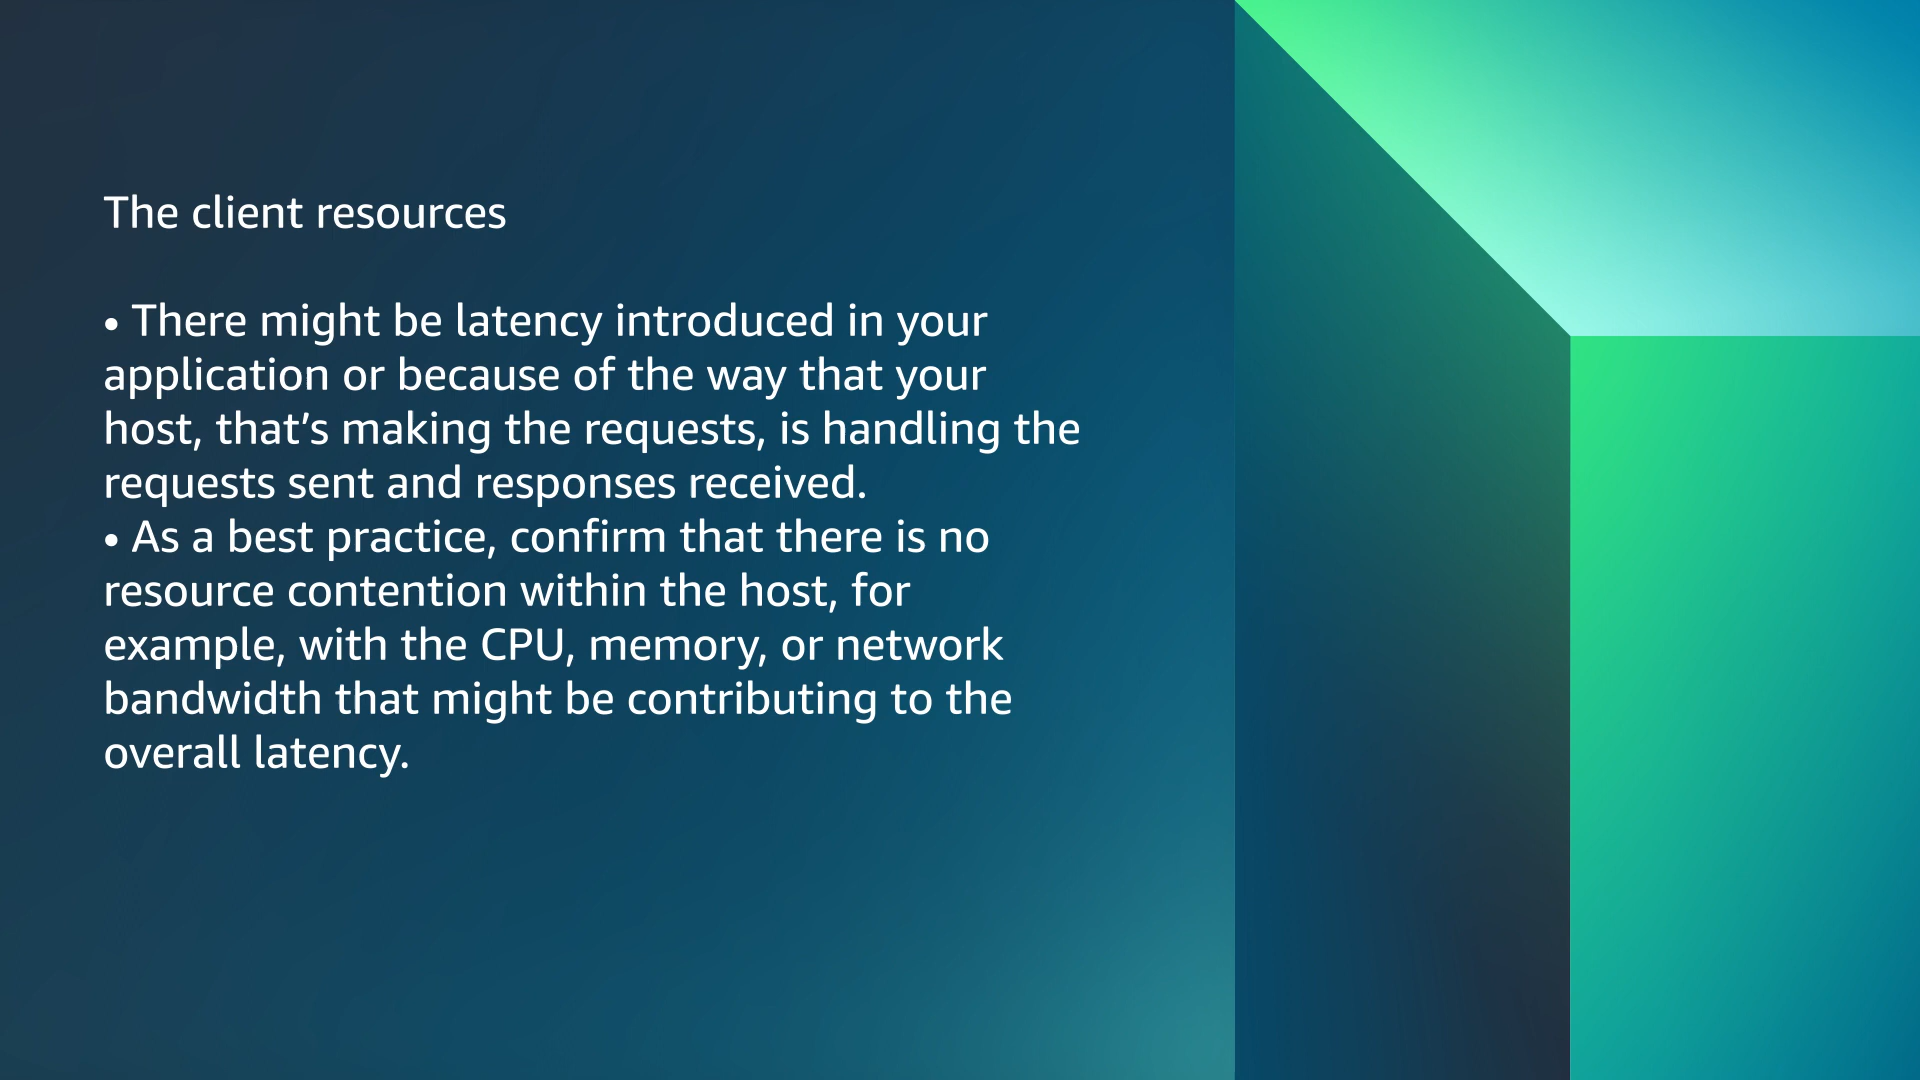 The client resources
• There might be latency introduced in your
application or because of the way that your
host, that’s making the requests, is handling the
requests sent and responses received.
• As a best practice, confirm that there is no
resource contention within the host, for
example, with the CPU, memory, or network
bandwidth that might be contributing to the
overall latency.